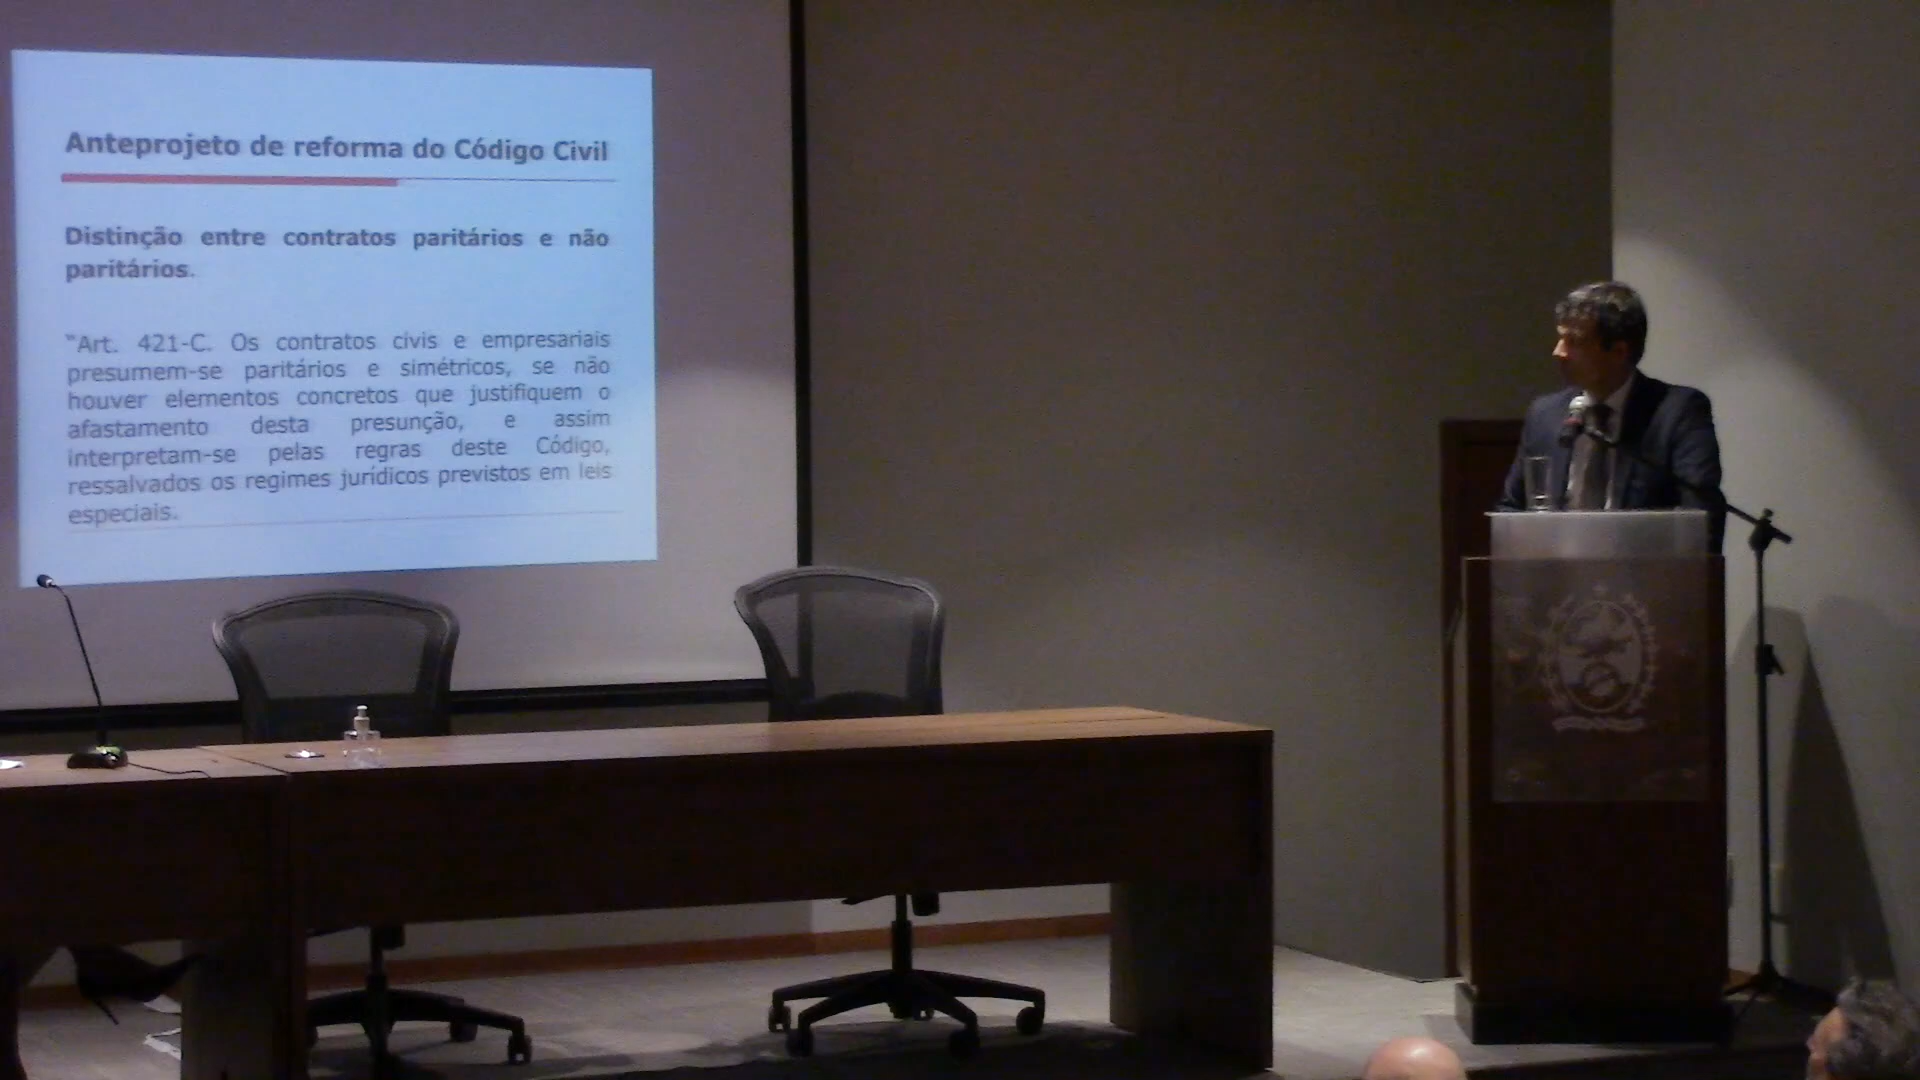 Anteprojeto de reforma do Código Civil
Distinção entre contratos paritários e não
paritários.
"Art. 421-C. Os contratos civis e empresariais
presumem-se paritários e simétricos, se não
houver elementos concretos que justifiquem o
afastamento desta presunção, e assim
interpretam-se pelas regras deste Código,
ressalvados os regimes jurídicos previstos em leis
especiais.